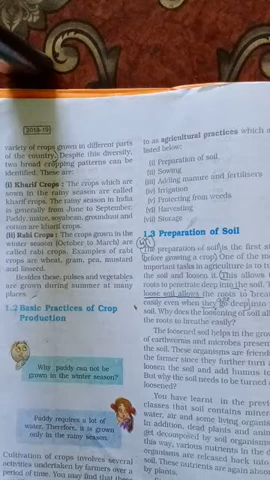 2018-19
variety of crops grown in different parts
of the country. Despite this diversity,
two broad cropping patterns can be
identified. These are:
(i) Kharif Crops : The crops which are
sown in the rainy season are called
kharif crops. The rainy season in India
is generally from June to September.
Paddy, maize, soyabean, groundnut and
cotton are kharif crops.
(ii) Rabi Crops : The crops grown in the
winter season (October to March) are
called rabi crops. Examples of rabi
crops are wheat, gram, pea, mustard
and linseed.
Besides these, pulses and vegetables
are grown during summer at many
places.
1.2 Basic Practices of Crop
Production
Why paddy can not be
grown in the winter season?
Paddy requires a lot of
water. Therefore, it is grown
only in the rainy season.
Cultivation of crops involves several
activities undertaken by farmers over a
period of time. You may find that these
to as agricultural practices which a
listed below:
(i) Preparation of soil
(ii) Sowing
(iii) Adding manure and fertilisers
(iv) Irrigation
(v) Protecting from weeds
(vi) Harvesting
(vii) Storage
1.3 Preparation of Soil
The preparation of soil is the first st
before growing a crop. One of the m
important tasks in agriculture is to tu
the soil and loosen it. This allows t
roots to penetrate deep into the soil. T
loose soil allows the roots to breat
easily even when they go deep into
soil. Why does the loosening of soil all
the roots to breathe easily?
The loosened soil helps in the grow
of earthworms and microbes present
the soil. These organisms are friends
the farmer since they further turn a
loosen the soil and add humus to
But why the soil needs to be turned a
loosened?
You have learnt in the previo
classes that soil contains minera
water, air and some living organis
In addition, dead plants and anim
get decomposed by soil organisms
this way, various nutrients in the d
organisms are released back into
soil. These nutrients are again abso
by plants.